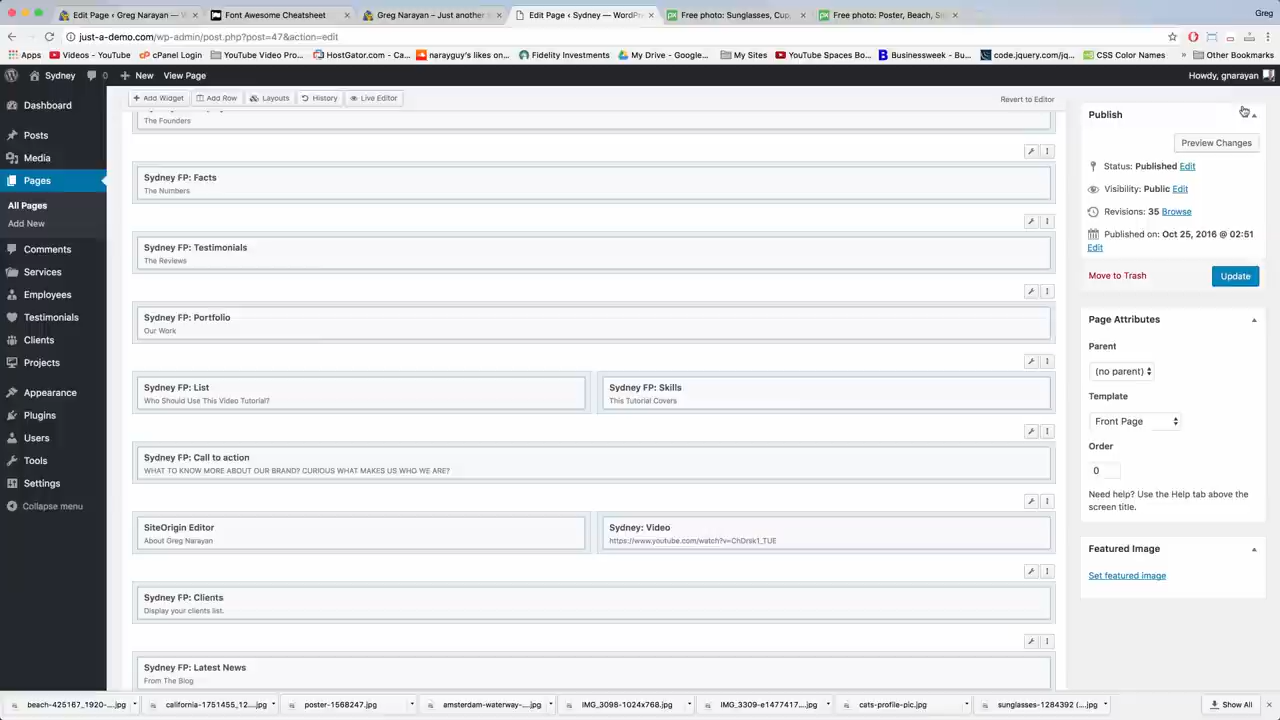 Edit Page ‹ Greg Narayan — W
Font Awesome Cheatsheet
Greg Narayan – Just another
Edit Page ‹ Sydney — WordPre
Free photo: Sunglasses, Cup,
Free photo: Poster, Beach, Si
Greg
just-a-demo.com/wp-admin/post.php?post=47&action=edit
Apps
YouTube Videos
cPanel Login
YouTube Video Pro...
HostGator.com - Ca...
narayguy's likes on...
Fidelity Investments
My Drive - Google...
My Sites
YouTube Spaces Bo...
Businessweek - Bu...
code.jquery.com/jq...
CSS Color Names
Other Bookmarks
Sydney
0
New
View Page
Howdy, gnarayan
Dashboard
Posts
Media
Pages
All Pages
Add New
Comments
Services
Employees
Testimonials
Clients
Projects
Appearance
Plugins
Users
Tools
Settings
Collapse menu
Add Widget
Add Row
Layouts
History
Live Editor
Revert to Editor
The Founders
Sydney FP: Facts
The Numbers
Sydney FP: Testimonials
The Reviews
Sydney FP: Portfolio
Our Work
Sydney FP: List
Who Should Use This Video Tutorial?
Sydney FP: Skills
This Tutorial Covers
Sydney FP: Call to action
WHAT TO KNOW MORE ABOUT OUR BRAND? CURIOUS WHAT MAKES US WHO WE ARE?
SiteOrigin Editor
About Greg Narayan
Sydney: Video
https://www.youtube.com/watch?v=ChDrsk1_TUE
Sydney FP: Clients
Display your clients list.
Sydney FP: Latest News
From The Blog
Publish
Preview Changes
Status: Published Edit
Visibility: Public Edit
Revisions: 35 Browse
Published on: Oct 25, 2016 @ 02:51
Edit
Move to Trash
Update
Page Attributes
Parent
(no parent)
Template
Front Page
Order
0
Need help? Use the Help tab above the
screen title.
Featured Image
Set featured image
beach-425167_1920-....jpg
california-1751455_12....jpg
poster-1568247.jpg
amsterdam-waterway-....jpg
IMG_3098-1024x768.jpg
IMG_3309-e1477417....jpg
cats-profile-pic.jpg
sunglasses-1284392 (....jpg
Show All